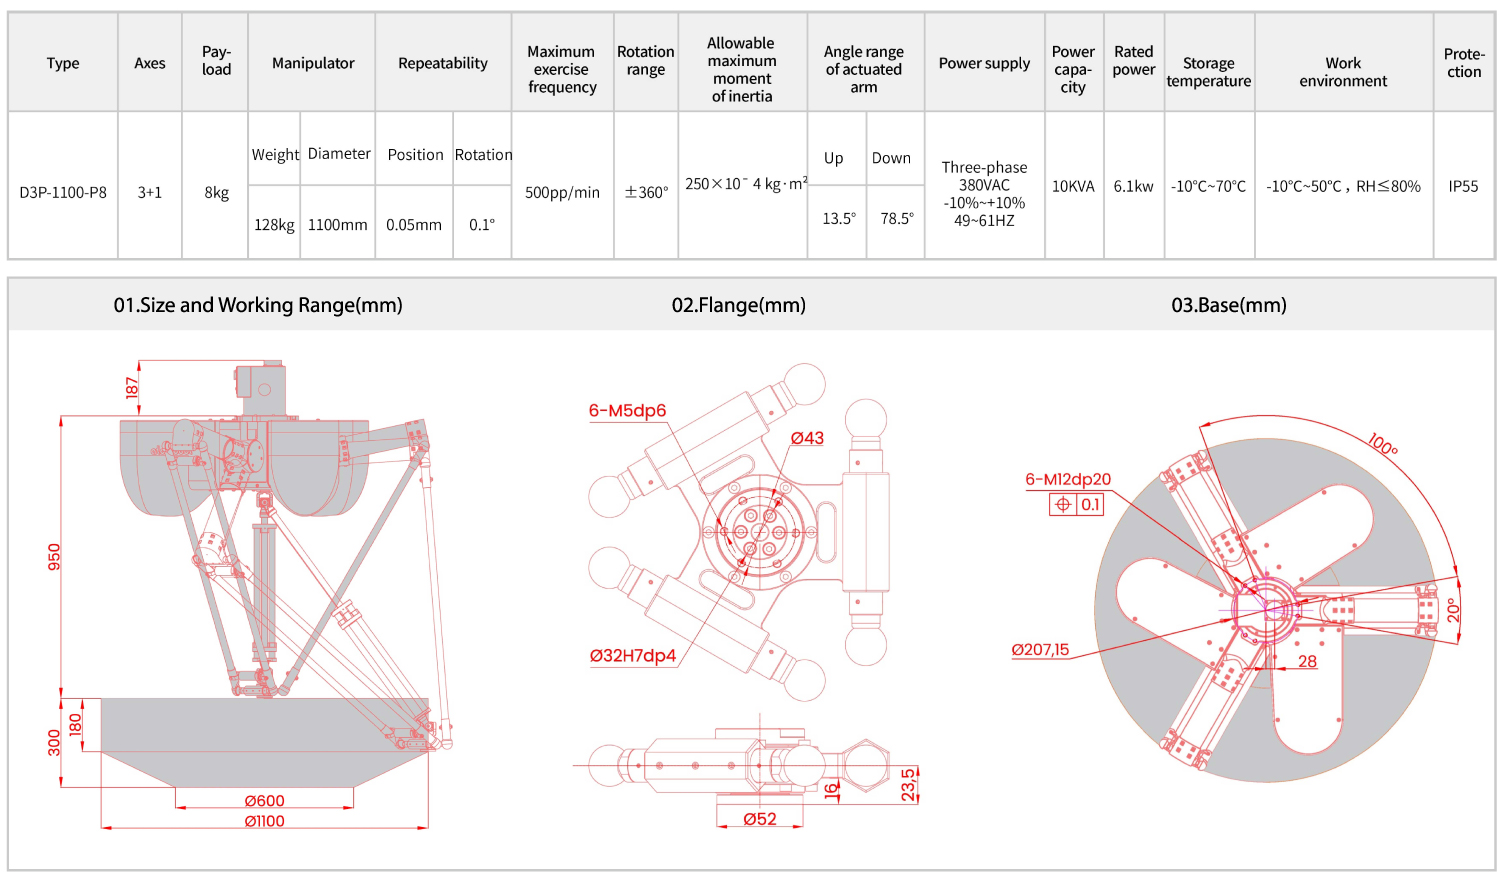 Type
Axes
Pay-
load
Manipulator
Repeatability
Maximum
exercise
frequency
Rotation
range
Allowable
maximum
moment
of inertia
Angle range
of actuated
arm
Power supply
Power
capa-
city
Rated
power
Storage
temperature
Work
environment
Prote-
ction
D3P-1100-P8
3+1
8kg
Weight
Diameter
128kg
1100mm
Position
Rotation
0.05mm
0.1°
500pp/min
±360°
250×10⁻ 4 kg·m²
Up
Down
13.5°
78.5°
Three-phase
380VAC
-10%~+10%
49~61HZ
10KVA
6.1kw
-10℃~70℃
-10℃~50℃ , RH≤80%
IP55
01.Size and Working Range(mm)
02.Flange(mm)
03.Base(mm)
187
950
300
180
Ø600
Ø1100
6-M5dp6
Ø43
Ø32H7dp4
16
23,5
Ø52
100°
6-M12dp20
⌖ 0.1
20°
Ø207,15
28